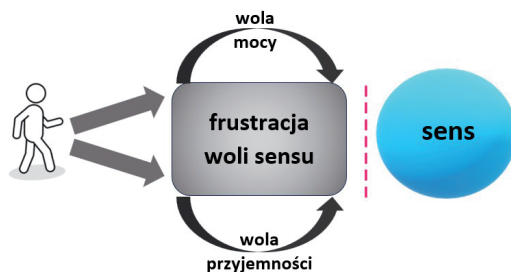 wola
mocy
frustracja
woli sensu
sens
wola
przyjemności